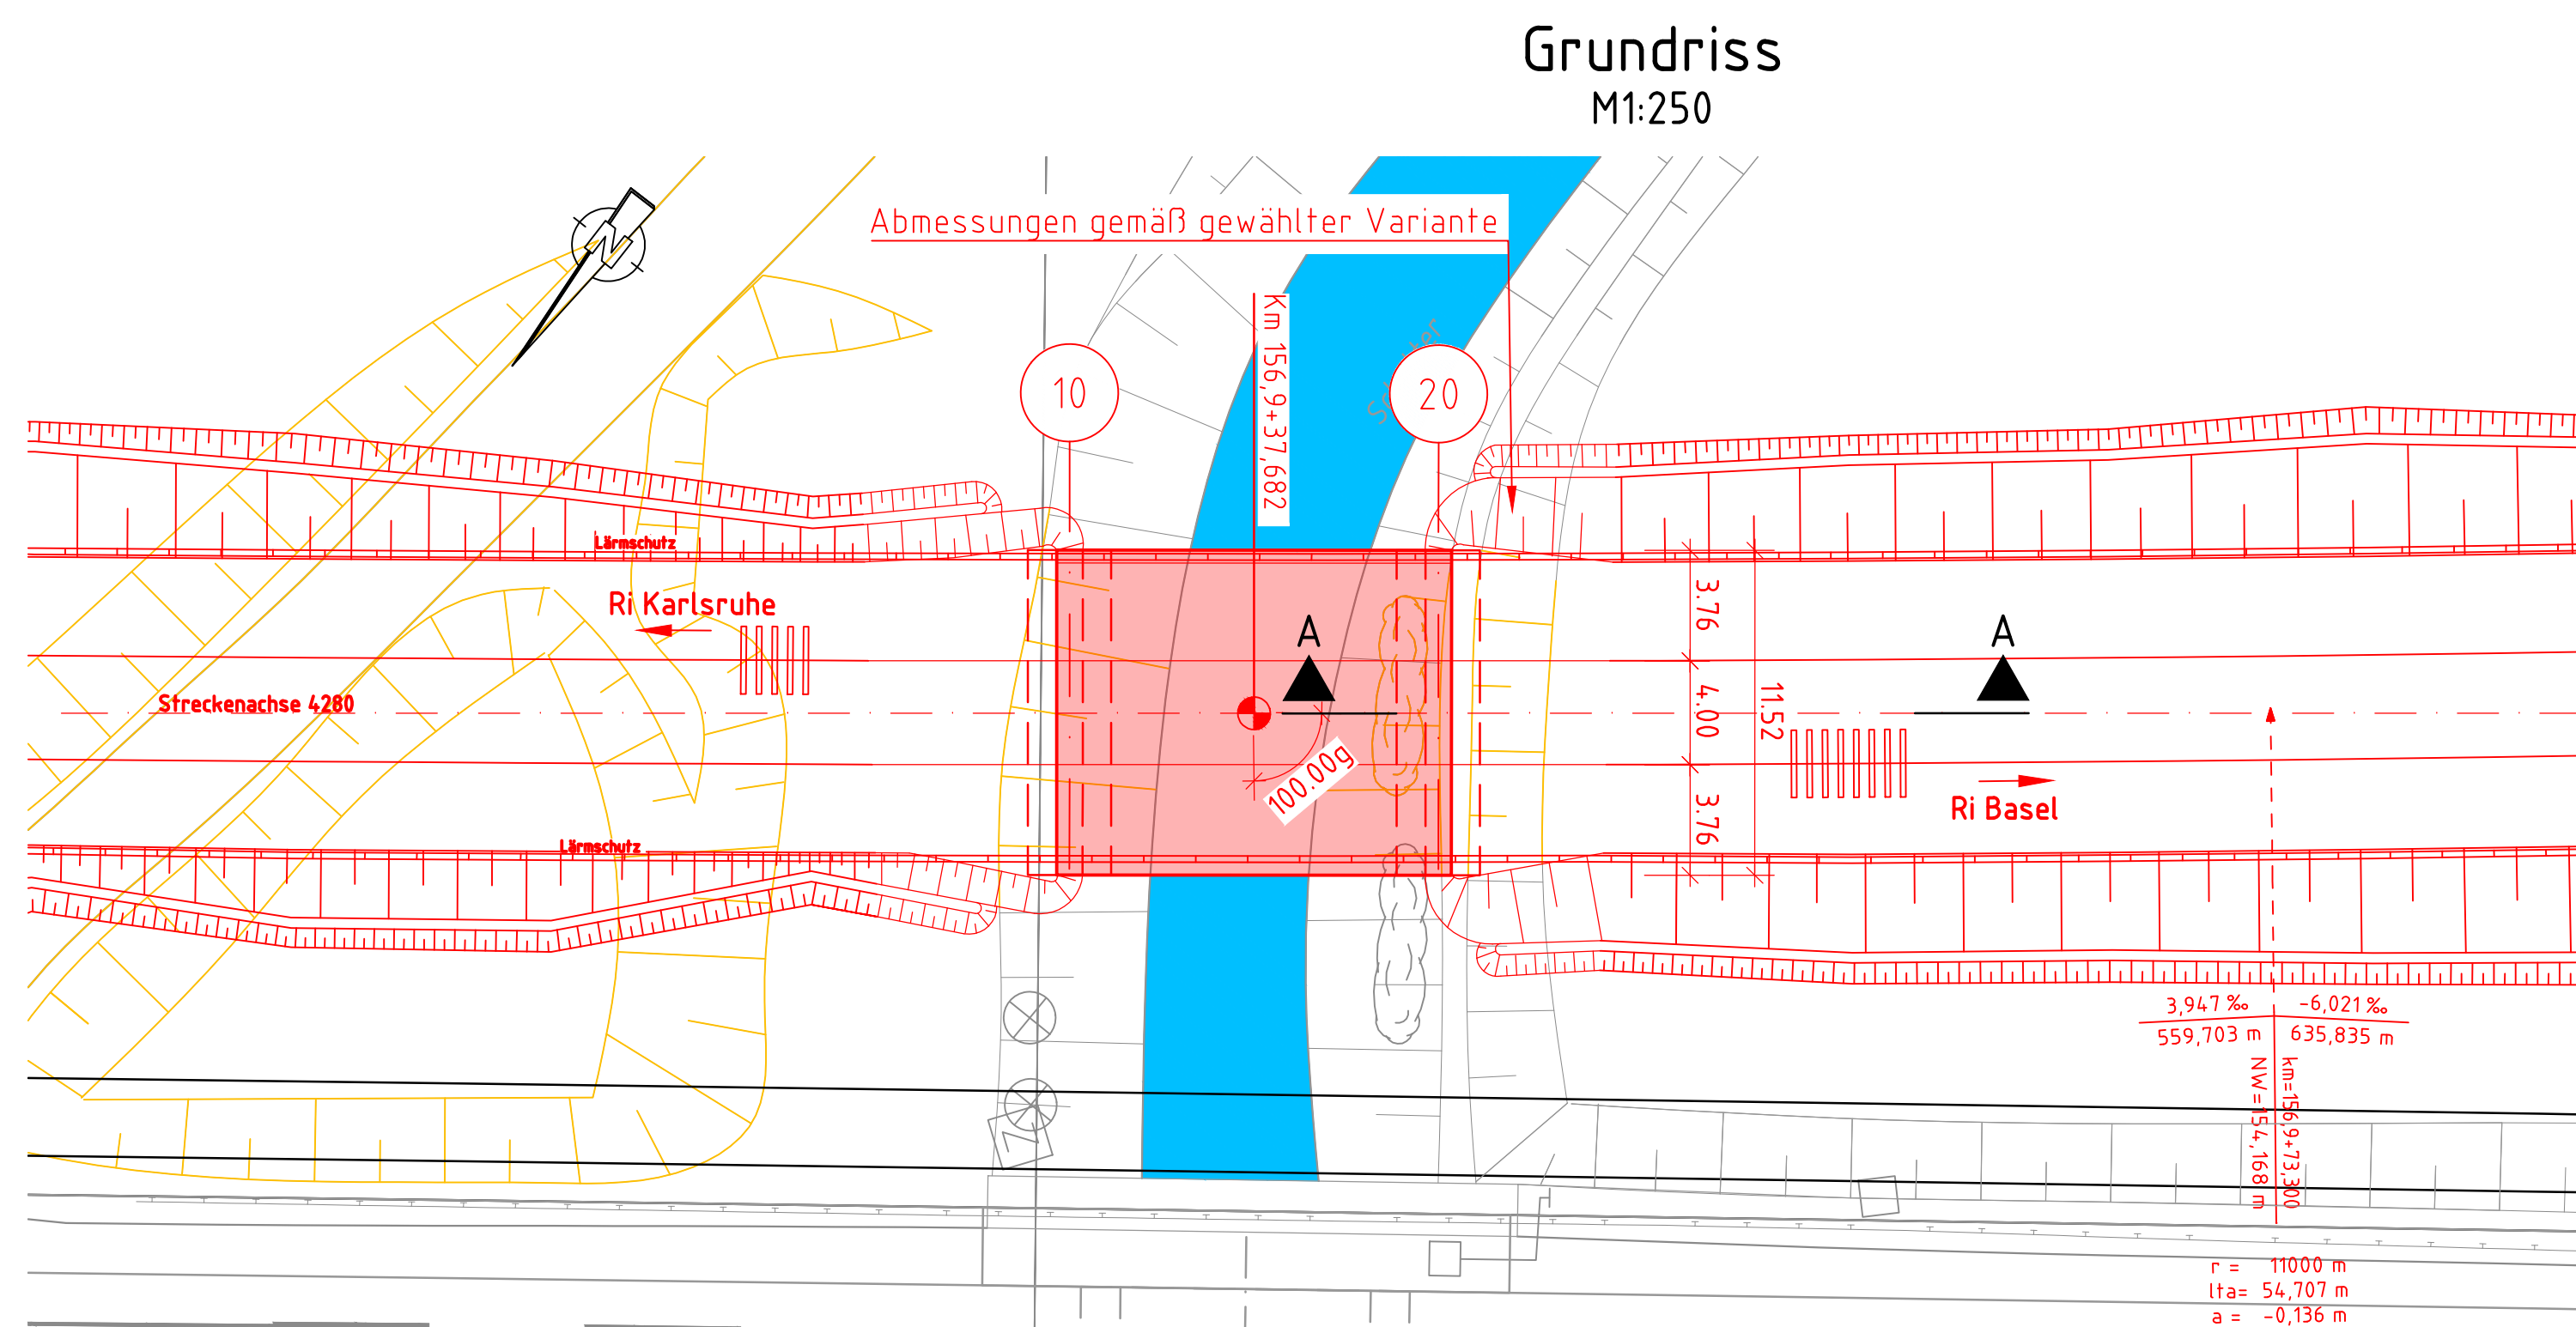 Grundriss
M1:250
N
Abmessungen gemäß gewählter Variante
Km 156,9+37,682
10
20
Lärmschutz
Ri Karlsruhe
A
A
3.76
4.00
3.76
11.52
Streckenachse 4280
100.00g
Ri Basel
Lärmschutz
3,947 ‰
-6,021 ‰
559,703 m
635,835 m
NW=154,168 m
km=156,9+73,300
N
r = 11000 m
lta= 54,707 m
a = -0,136 m